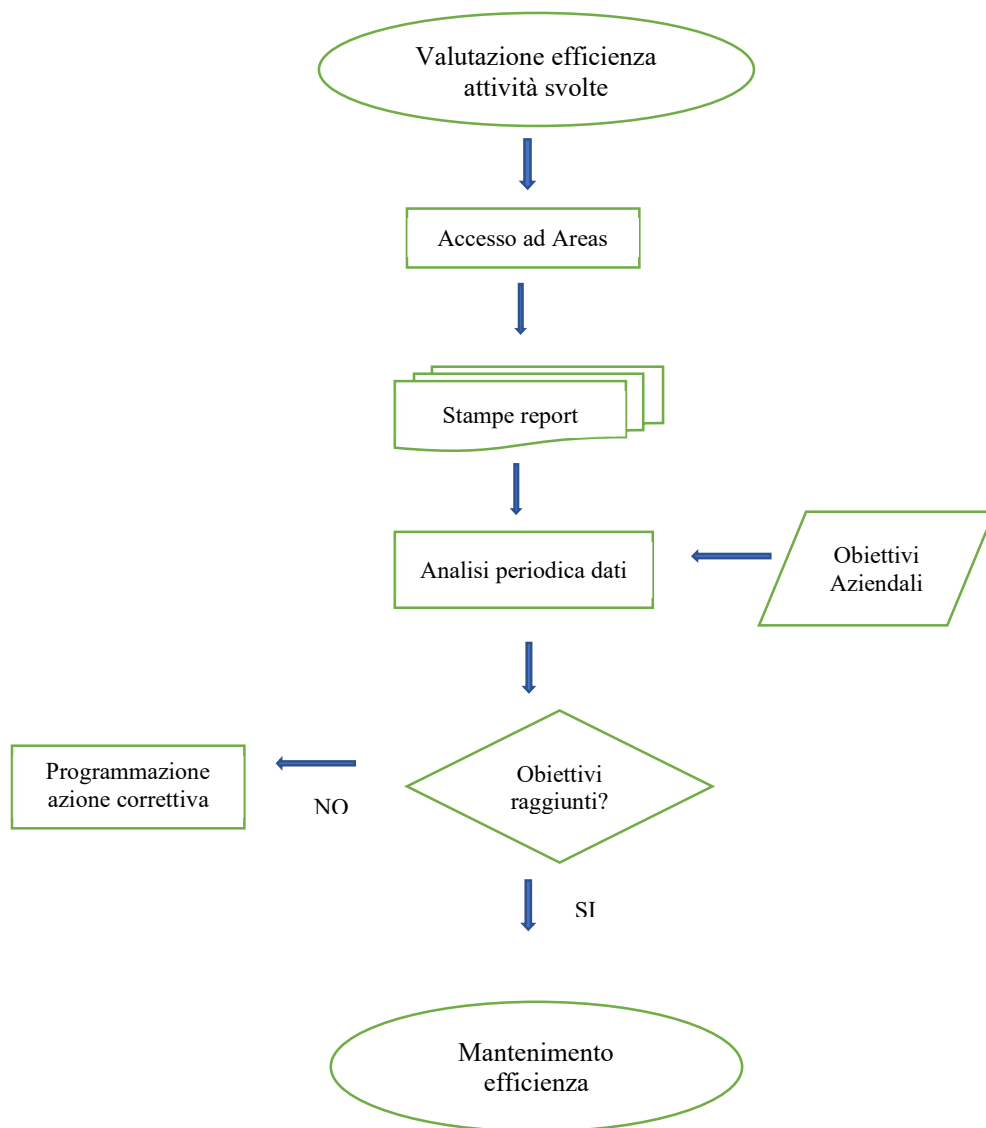 Valutazione efficienza
attività svolte
Accesso ad Areas
Stampe report
Analisi periodica dati
Obiettivi
Aziendali
Obiettivi
raggiunti?
Programmazione
azione correttiva
NO
SI
Mantenimento
efficienza